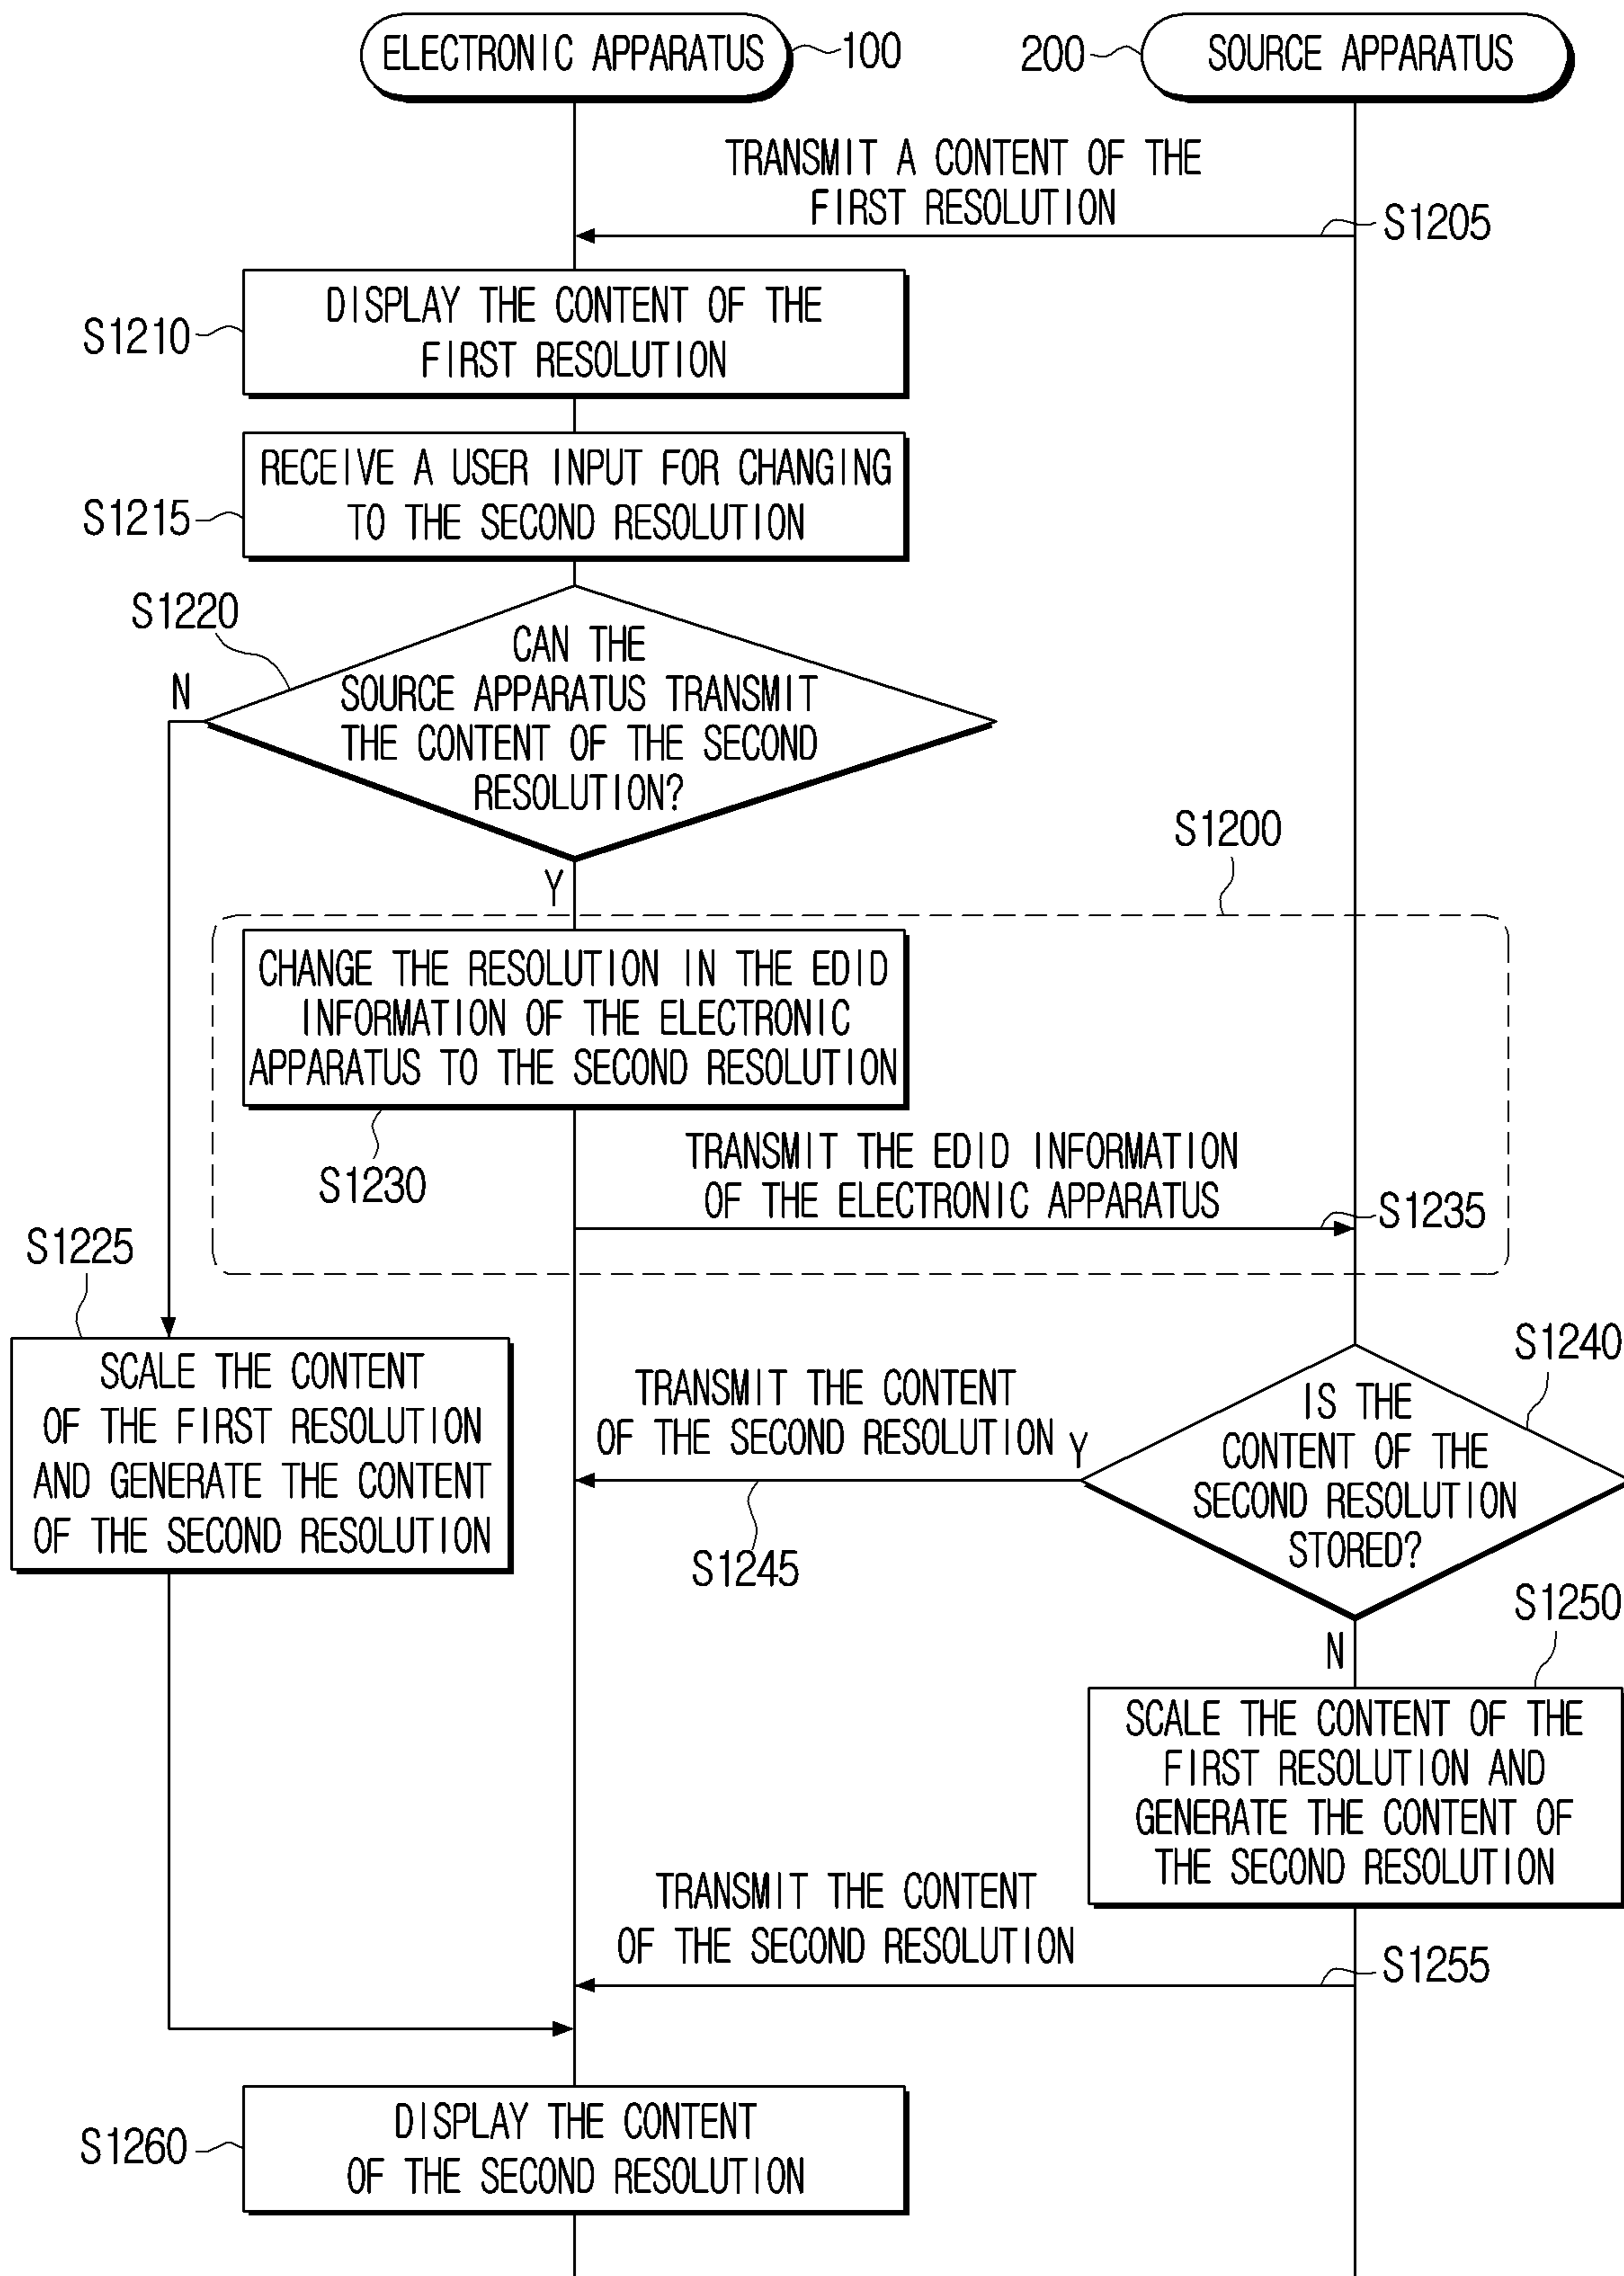 ELECTRONIC APPARATUS
100
200
SOURCE APPARATUS
TRANSMIT A CONTENT OF THE
FIRST RESOLUTION
S1205
DISPLAY THE CONTENT OF THE
FIRST RESOLUTION
S1210
RECEIVE A USER INPUT FOR CHANGING
TO THE SECOND RESOLUTION
S1215
S1220
CAN THE
SOURCE APPARATUS TRANSMIT
THE CONTENT OF THE SECOND
RESOLUTION?
N
Y
S1200
CHANGE THE RESOLUTION IN THE EDID
INFORMATION OF THE ELECTRONIC
APPARATUS TO THE SECOND RESOLUTION
S1230
TRANSMIT THE EDID INFORMATION
OF THE ELECTRONIC APPARATUS
S1235
S1225
SCALE THE CONTENT
OF THE FIRST RESOLUTION
AND GENERATE THE CONTENT
OF THE SECOND RESOLUTION
S1240
IS THE
CONTENT OF THE
SECOND RESOLUTION
STORED?
TRANSMIT THE CONTENT
OF THE SECOND RESOLUTION
Y
S1245
N
S1250
SCALE THE CONTENT OF THE
FIRST RESOLUTION AND
GENERATE THE CONTENT OF
THE SECOND RESOLUTION
TRANSMIT THE CONTENT
OF THE SECOND RESOLUTION
S1255
DISPLAY THE CONTENT
OF THE SECOND RESOLUTION
S1260